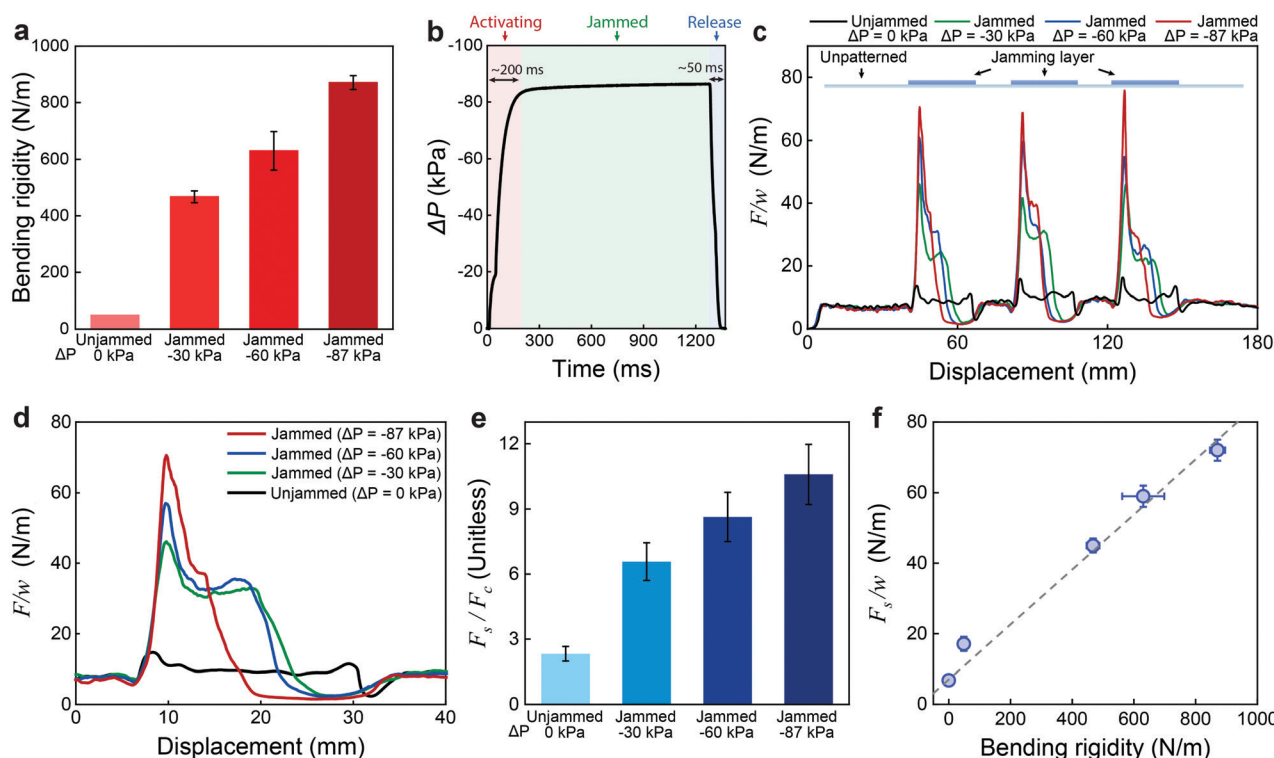 a
Bending rigidity (N/m)
1000
800
600
400
200
0
ΔP
Unjammed
0 kPa
Jammed
-30 kPa
Jammed
-60 kPa
Jammed
-87 kPa
b
Activating
Jammed
Release
~200 ms
~50 ms
ΔP (kPa)
-100
-80
-60
-40
-20
0
0
300
600
900
1200
Time (ms)
c
Unjammed
ΔP = 0 kPa
Jammed
ΔP = -30 kPa
Jammed
ΔP = -60 kPa
Jammed
ΔP = -87 kPa
Unpatterned
Jamming layer
F/w (N/m)
80
60
40
20
0
0
60
120
180
Displacement (mm)
d
Jammed (ΔP = -87 kPa)
Jammed (ΔP = -60 kPa)
Jammed (ΔP = -30 kPa)
Unjammed (ΔP = 0 kPa)
F/w (N/m)
80
60
40
20
0
0
10
20
30
40
Displacement (mm)
e
Fs / Fc (Unitless)
12
9
6
3
0
ΔP
Unjammed
0 kPa
Jammed
-30 kPa
Jammed
-60 kPa
Jammed
-87 kPa
f
Fs/w (N/m)
80
60
40
20
0
0
200
400
600
800
1000
Bending rigidity (N/m)